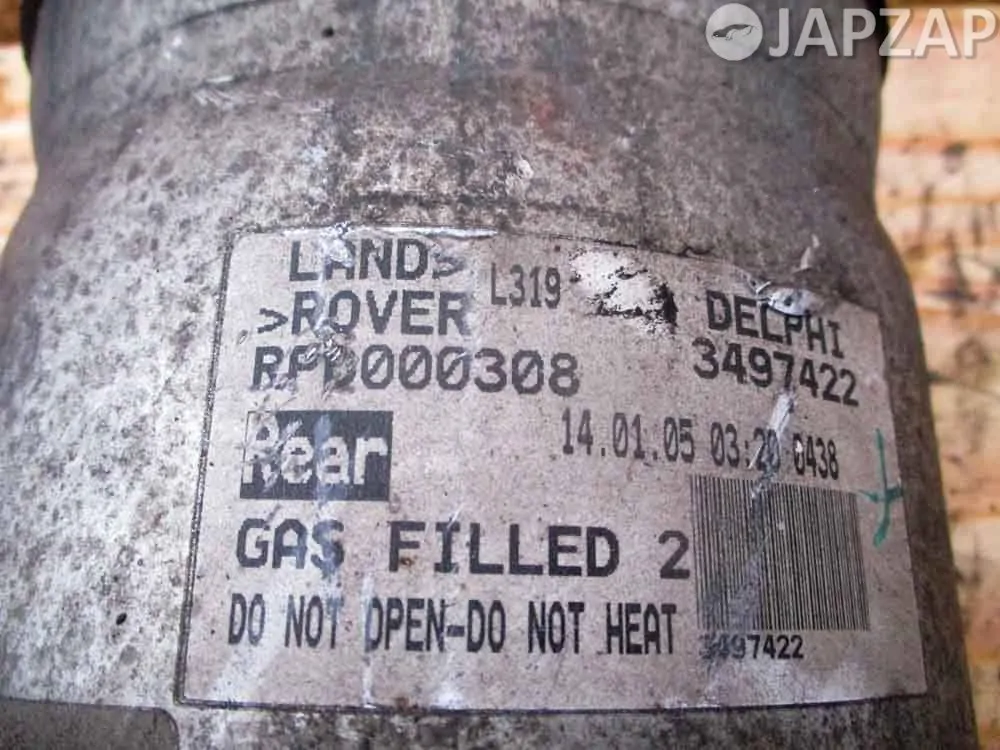 JAPZAP
LAND>
>ROVER
L319
DELPHI
RPD000308
3497422
Rear
14.01.05 03:20 0438
GAS FILLED 2
DO NOT OPEN-DO NOT HEAT
3497422